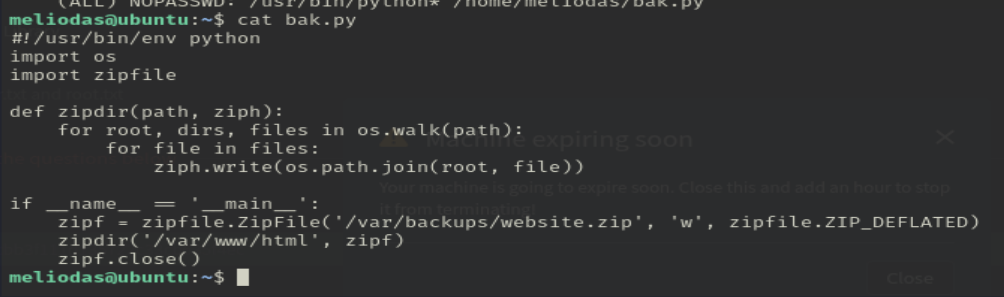 (ALL) NOPASSWD: /usr/bin/python* /home/meliodas/bak.py
meliodas@ubuntu:~$ cat bak.py
#!/usr/bin/env python
import os
import zipfile

def zipdir(path, ziph):
    for root, dirs, files in os.walk(path):
        for file in files:
            ziph.write(os.path.join(root, file))

if __name__ == '__main__':
    zipf = zipfile.ZipFile('/var/backups/website.zip', 'w', zipfile.ZIP_DEFLATED)
    zipdir('/var/www/html', zipf)
    zipf.close()
meliodas@ubuntu:~$
Machine expiring soon
Your machine is going to expire soon. Close this and add an hour to stop
it from terminating!
Close